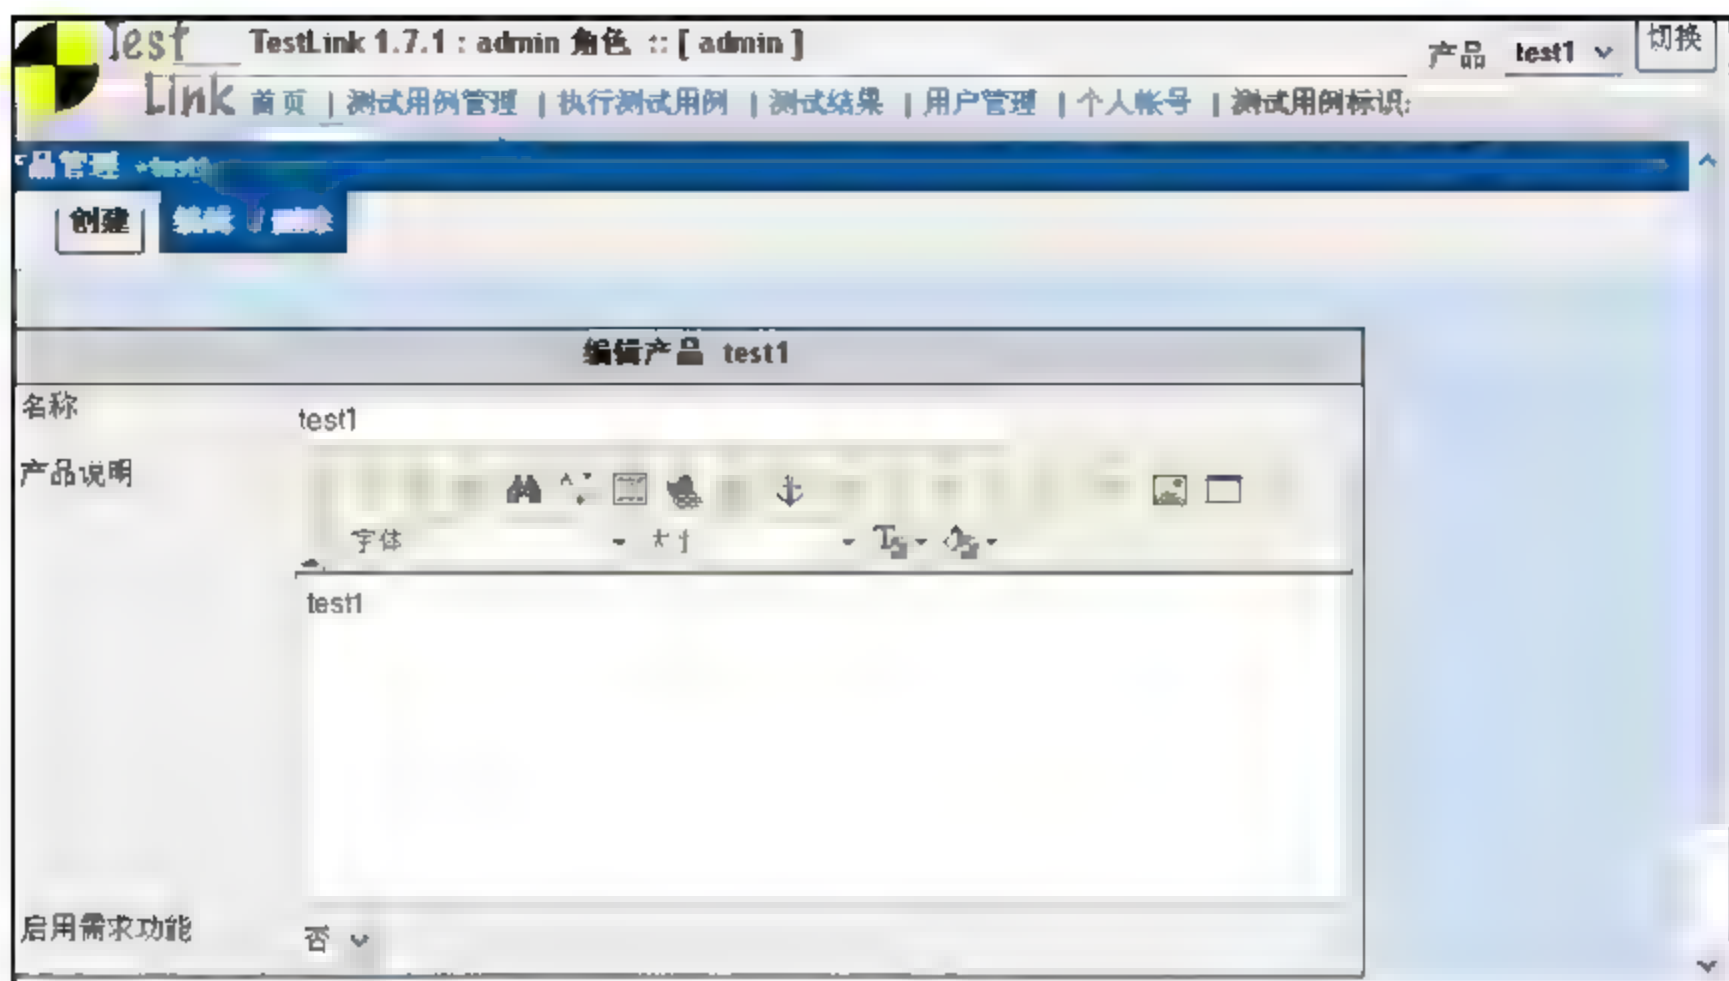 Test
TestLink 1.7.1 : admin 角色 :: [ admin ]
产品 test1 切换
Link 首页 | 测试用例管理 | 执行测试用例 | 测试结果 | 用户管理 | 个人帐号 | 测试用例标识:
品管理
创建
编辑产品 test1
名称
test1
产品说明
字体
test1
启用需求功能
否